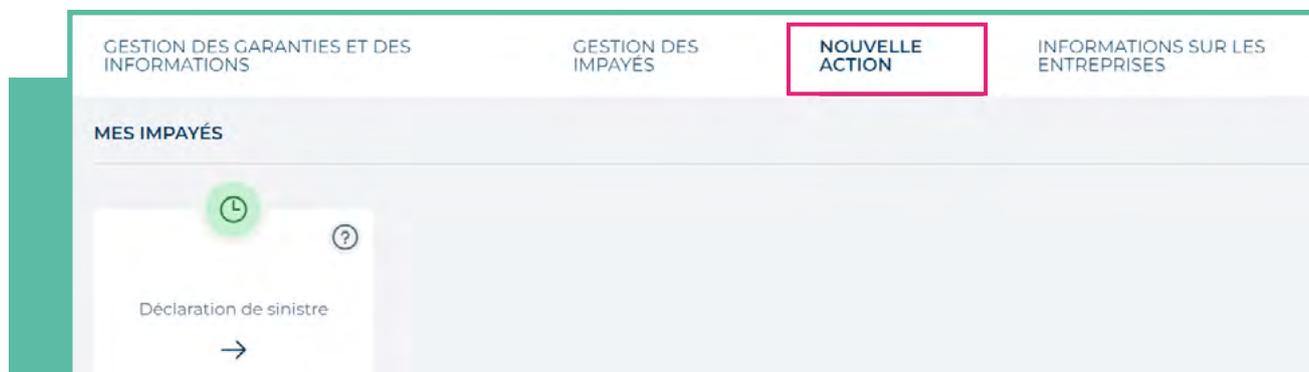 GESTION DES GARANTIES ET DES
INFORMATIONS
GESTION DES
IMPAYÉS
NOUVELLE
ACTION
INFORMATIONS SUR LES
ENTREPRISES
MES IMPAYÉS
?
Déclaration de sinistre